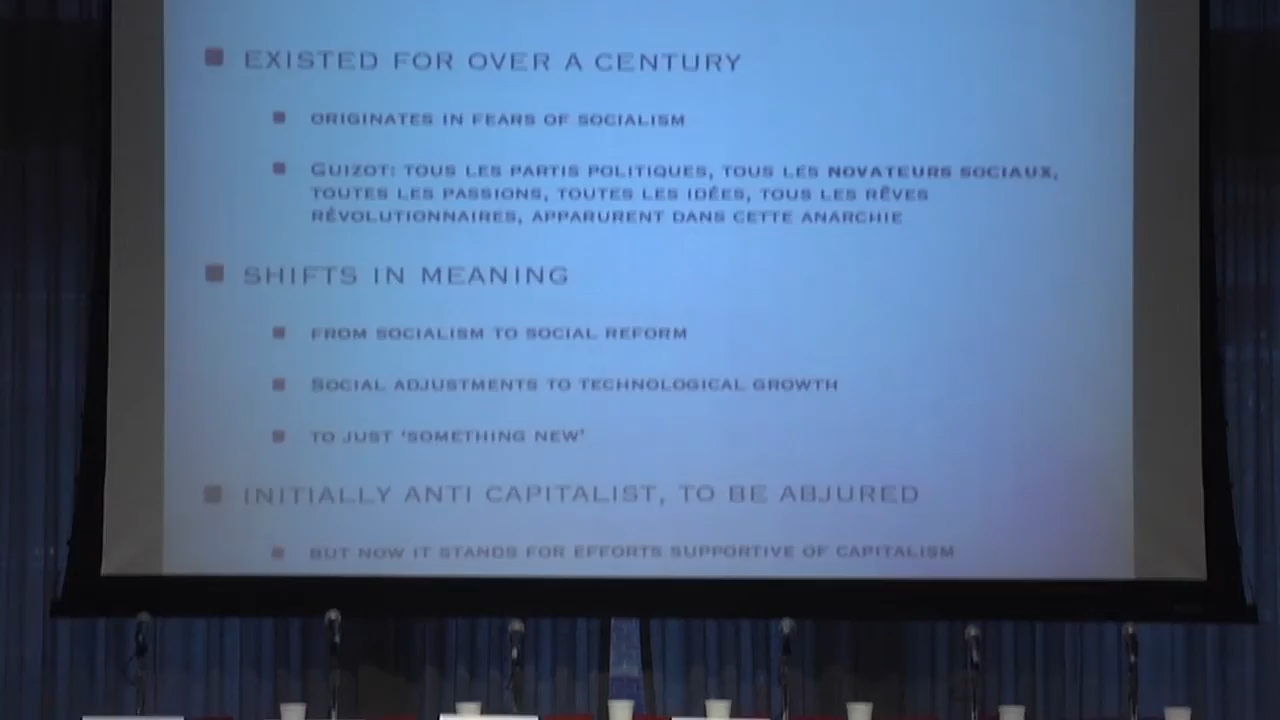 EXISTED FOR OVER A CENTURY
ORIGINATES IN FEARS OF SOCIALISM
GUIZOT: TOUS LES PARTIS POLITIQUES, TOUS LES NOVATEURS SOCIAUX,
TOUTES LES PASSIONS, TOUTES LES IDÉES, TOUS LES RÊVES
RÉVOLUTIONNAIRES, APPARURENT DANS CETTE ANARCHIE
SHIFTS IN MEANING
FROM SOCIALISM TO SOCIAL REFORM
SOCIAL ADJUSTMENTS TO TECHNOLOGICAL GROWTH
TO JUST 'SOMETHING NEW'
INITIALLY ANTI CAPITALIST, TO BE ABJURED
BUT NOW IT STANDS FOR EFFORTS SUPPORTIVE OF CAPITALISM